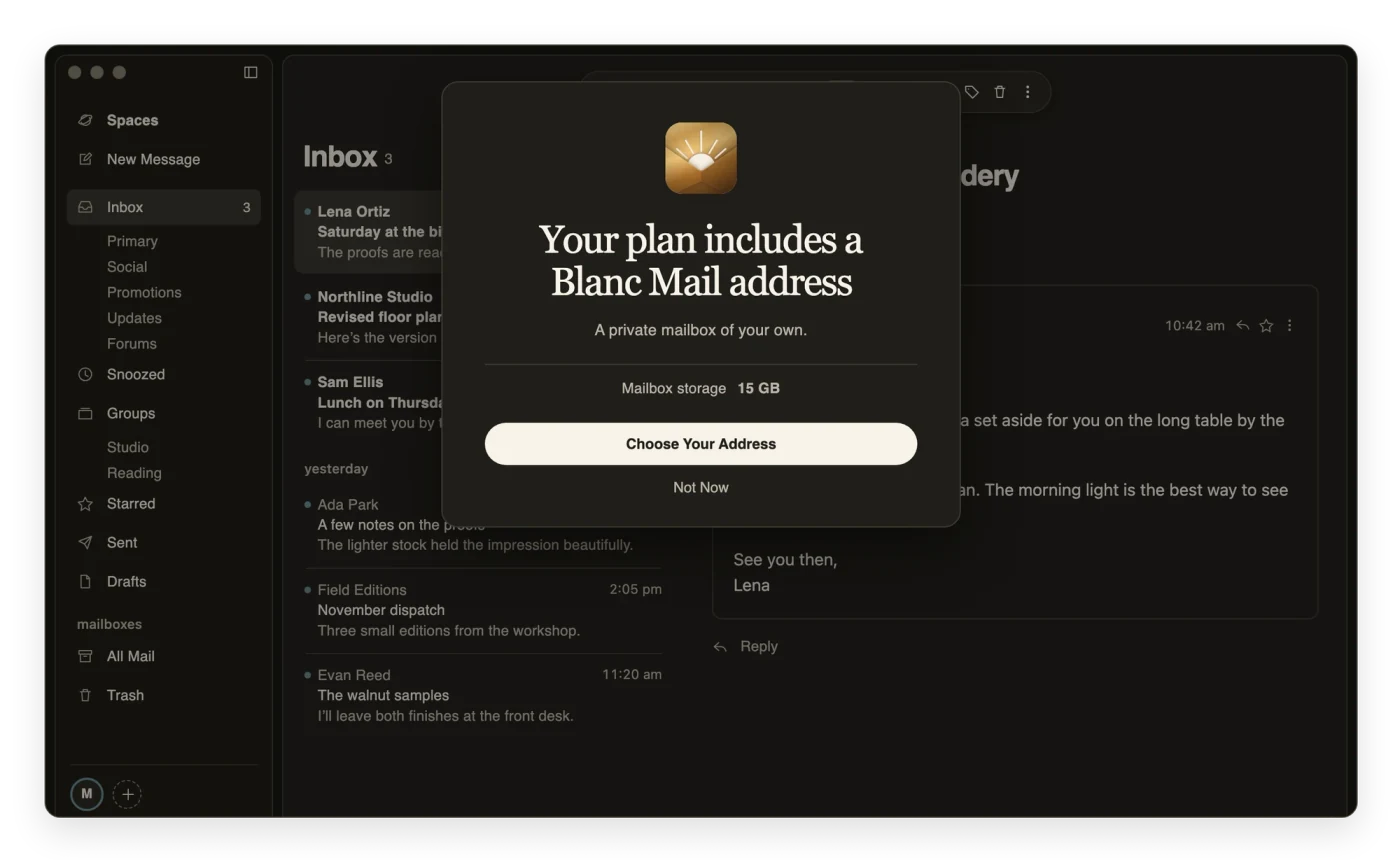 Spaces
New Message
Inbox 3
Primary
Social
Promotions
Updates
Forums
Snoozed
Groups
Studio
Reading
Starred
Sent
Drafts
mailboxes
All Mail
Trash
M
Inbox 3
Lena Ortiz
Saturday at the
The proofs are
Northline Studio
Revised floor
Here’s the version
Sam Ellis
Lunch on
I can meet you by
yesterday
Ada Park
A few notes on the
The lighter stock held the impression beautifully.
Field Editions 2:05 pm
November dispatch
Three small editions from the workshop.
Evan Reed 11:20 am
The walnut samples
I’ll leave both finishes at the front desk.
Your plan includes a
Blanc Mail address
A private mailbox of your own.
Mailbox storage 15 GB
Choose Your Address
Not Now
10:42 am
a set aside for you on the long table by the
The morning light is the best way to see
See you then,
Lena
Reply